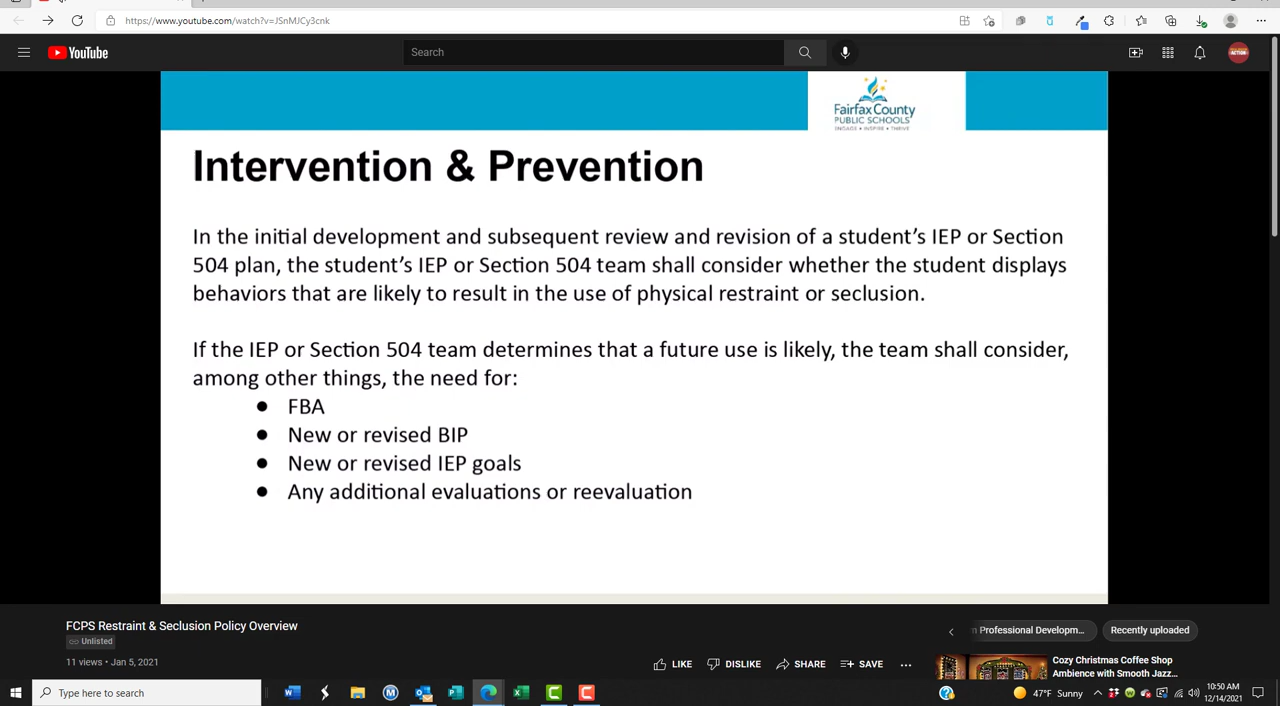 https://www.youtube.com/watch?v=JSnMJCy3cnk
YouTube
Search
ACTION
Fairfax County
PUBLIC SCHOOLS
ENGAGE • INSPIRE • THRIVE
Intervention & Prevention
In the initial development and subsequent review and revision of a student's IEP or Section
504 plan, the student's IEP or Section 504 team shall consider whether the student displays
behaviors that are likely to result in the use of physical restraint or seclusion.
If the IEP or Section 504 team determines that a future use is likely, the team shall consider,
among other things, the need for:
● FBA
● New or revised BIP
● New or revised IEP goals
● Any additional evaluations or reevaluation
FCPS Restraint & Seclusion Policy Overview
Unlisted
11 views • Jan 5, 2021
LIKE DISLIKE SHARE SAVE
n Professional Developm... Recently uploaded
Cozy Christmas Coffee Shop
Ambience with Smooth Jazz...
Type here to search
47°F Sunny
10:50 AM
12/14/2021